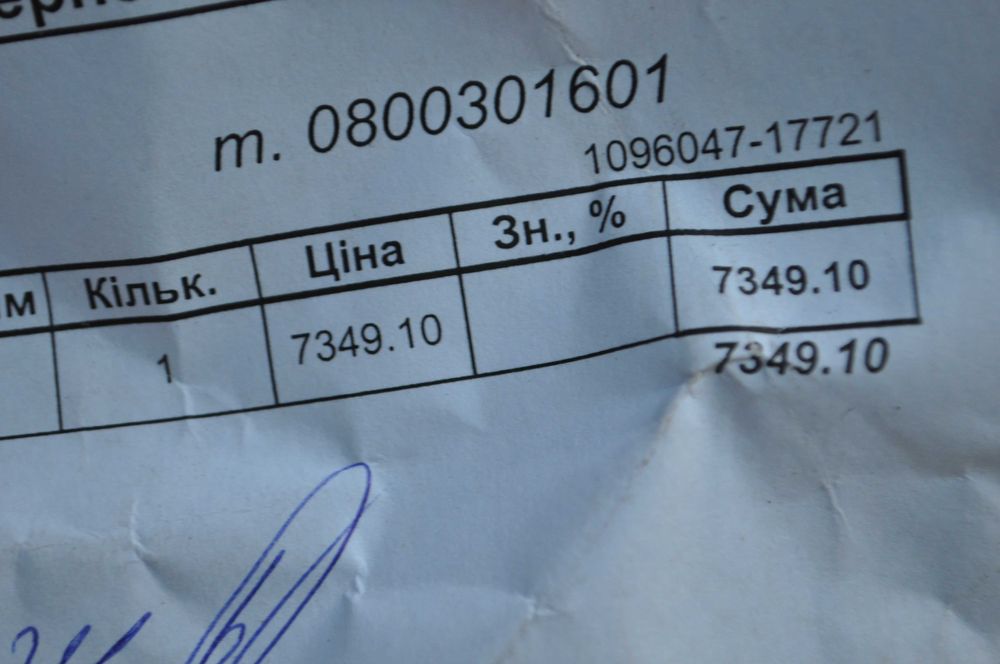 т. 0800301601
1096047-17721
м Кільк. Ціна Зн., % Сума
1 7349.10 7349.10
7349.10